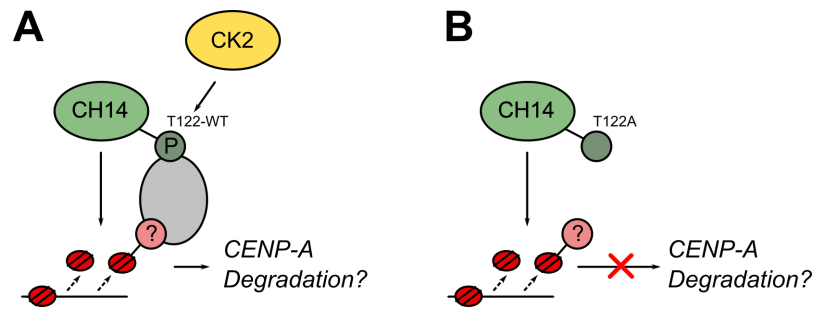 A
CK2
CH14
T122-WT
P
?
CENP-A
Degradation?
B
CH14
T122A
?
CENP-A
Degradation?